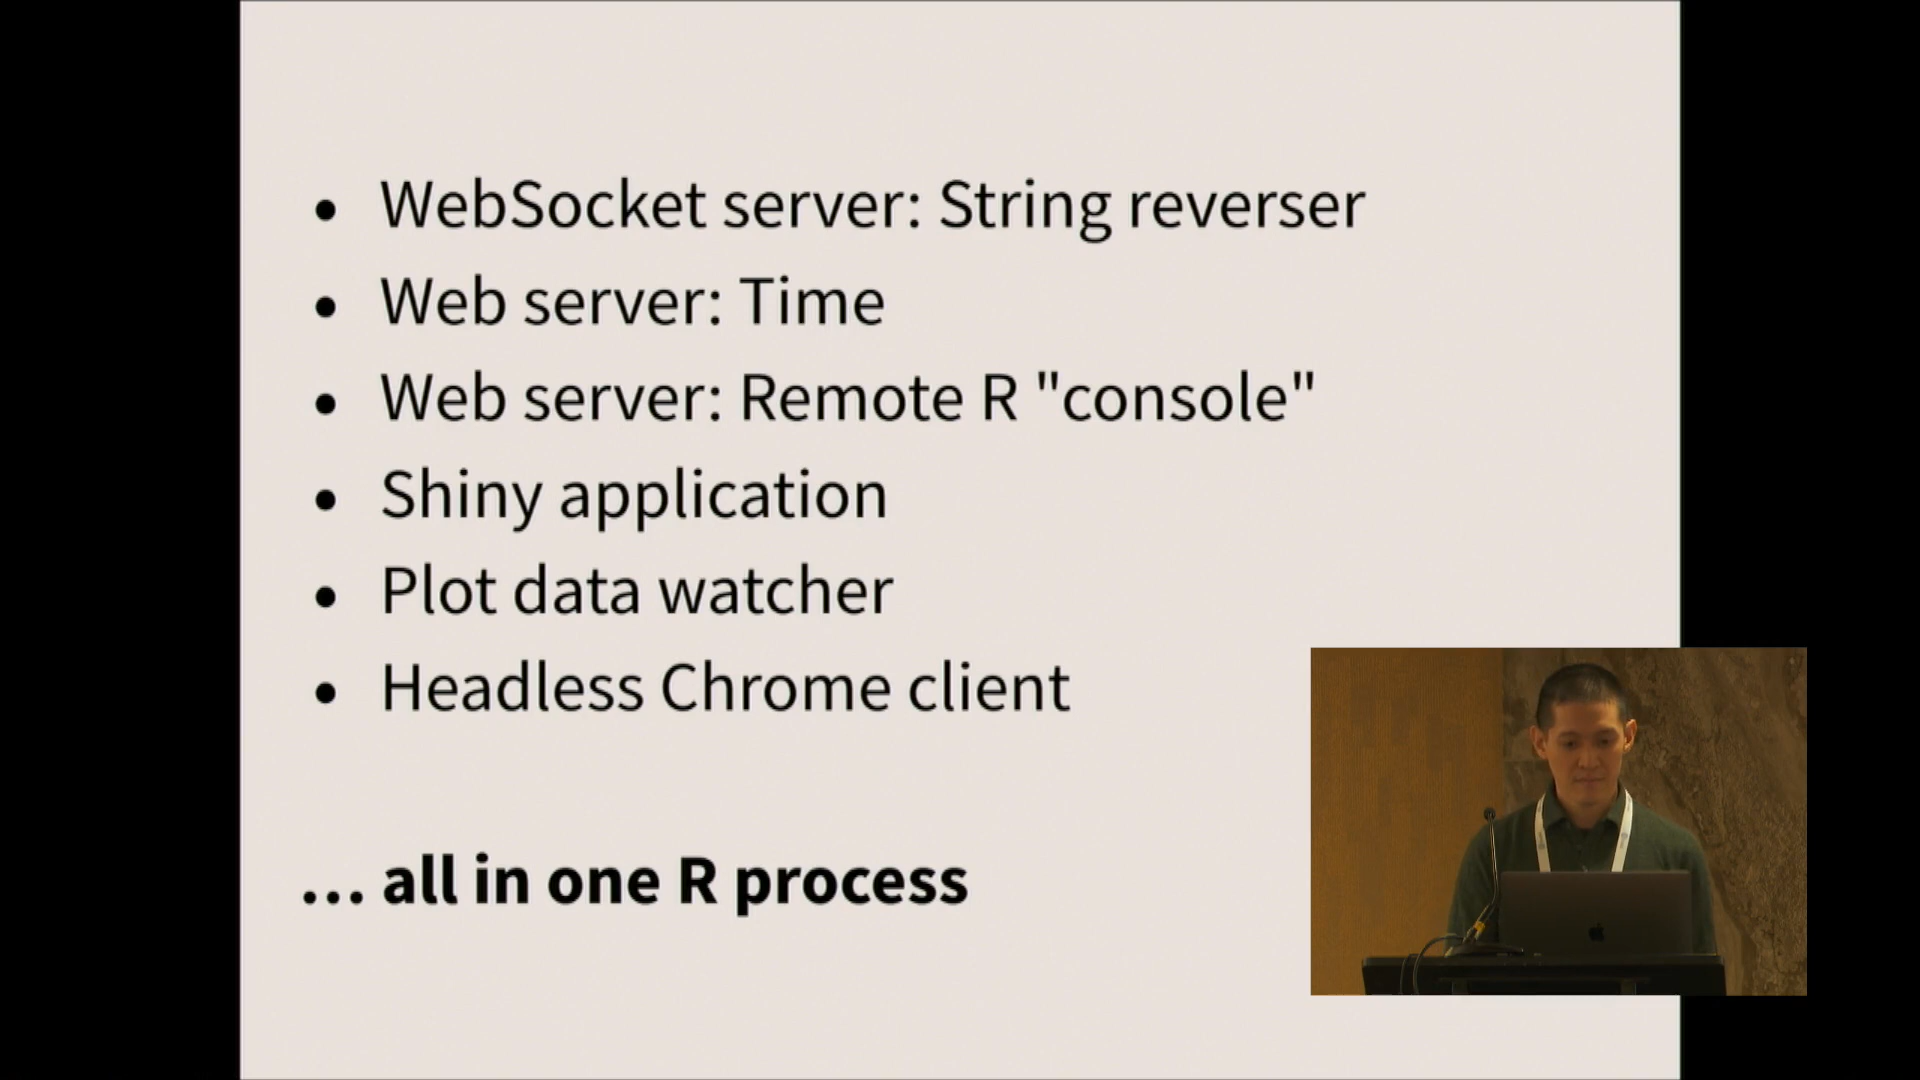 • WebSocket server: String reverser
• Web server: Time
• Web server: Remote R "console"
• Shiny application
• Plot data watcher
• Headless Chrome client
... all in one R process